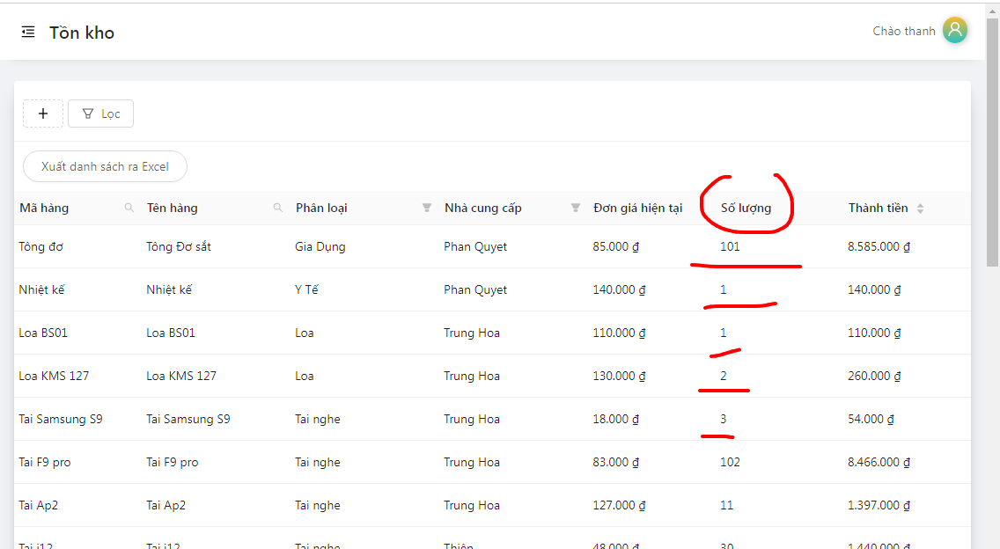 Tồn kho
Chào thanh
+
Lọc
Xuất danh sách ra Excel
Mã hàng Tên hàng Phân loại Nhà cung cấp Đơn giá hiện tại Số lượng Thành tiền
Tông đơ Tông Đơ sắt Gia Dụng Phan Quyet 85.000 ₫ 101 8.585.000 ₫
Nhiệt kế Nhiệt kế Y Tế Phan Quyet 140.000 ₫ 1 140.000 ₫
Loa BS01 Loa BS01 Loa Trung Hoa 110.000 ₫ 1 110.000 ₫
Loa KMS 127 Loa KMS 127 Loa Trung Hoa 130.000 ₫ 2 260.000 ₫
Tai Samsung S9 Tai Samsung S9 Tai nghe Trung Hoa 18.000 ₫ 3 54.000 ₫
Tai F9 pro Tai F9 pro Tai nghe Trung Hoa 83.000 ₫ 102 8.466.000 ₫
Tai Ap2 Tai Ap2 Tai nghe Trung Hoa 127.000 ₫ 11 1.397.000 ₫
Tai i12 Tai i12 Tai nghe Thiện 48.000 ₫ 30 1.440.000 ₫